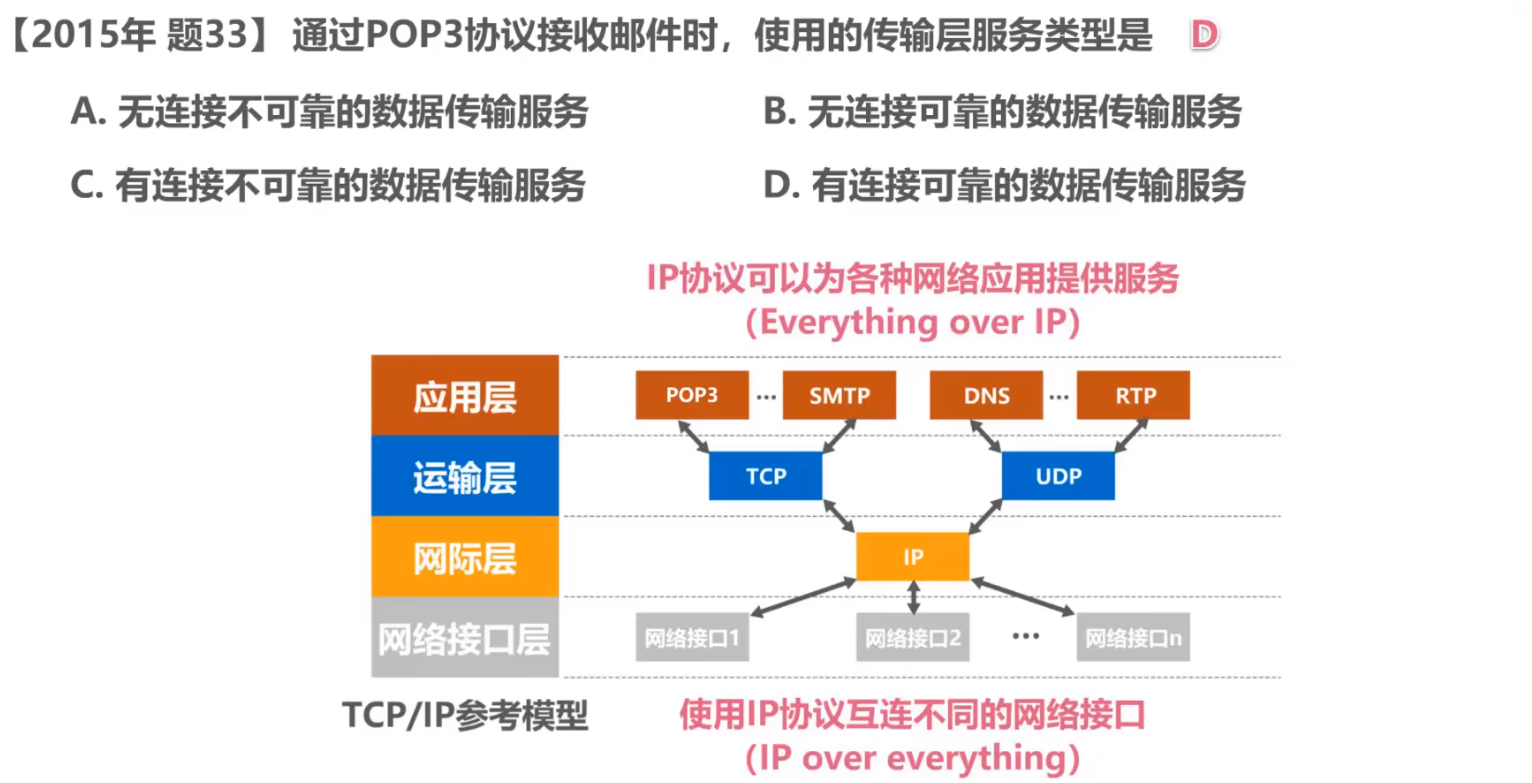 【2015年 题33】 通过POP3协议接收邮件时，使用的传输层服务类型是 D
A. 无连接不可靠的数据传输服务
B. 无连接可靠的数据传输服务
C. 有连接不可靠的数据传输服务
D. 有连接可靠的数据传输服务
IP协议可以为各种网络应用提供服务
（Everything over IP）
应用层 POP3 ··· SMTP DNS ··· RTP
运输层 TCP UDP
网际层 IP
网络接口层 网络接口1 网络接口2 ··· 网络接口n
TCP/IP参考模型
使用IP协议互连不同的网络接口
（IP over everything）